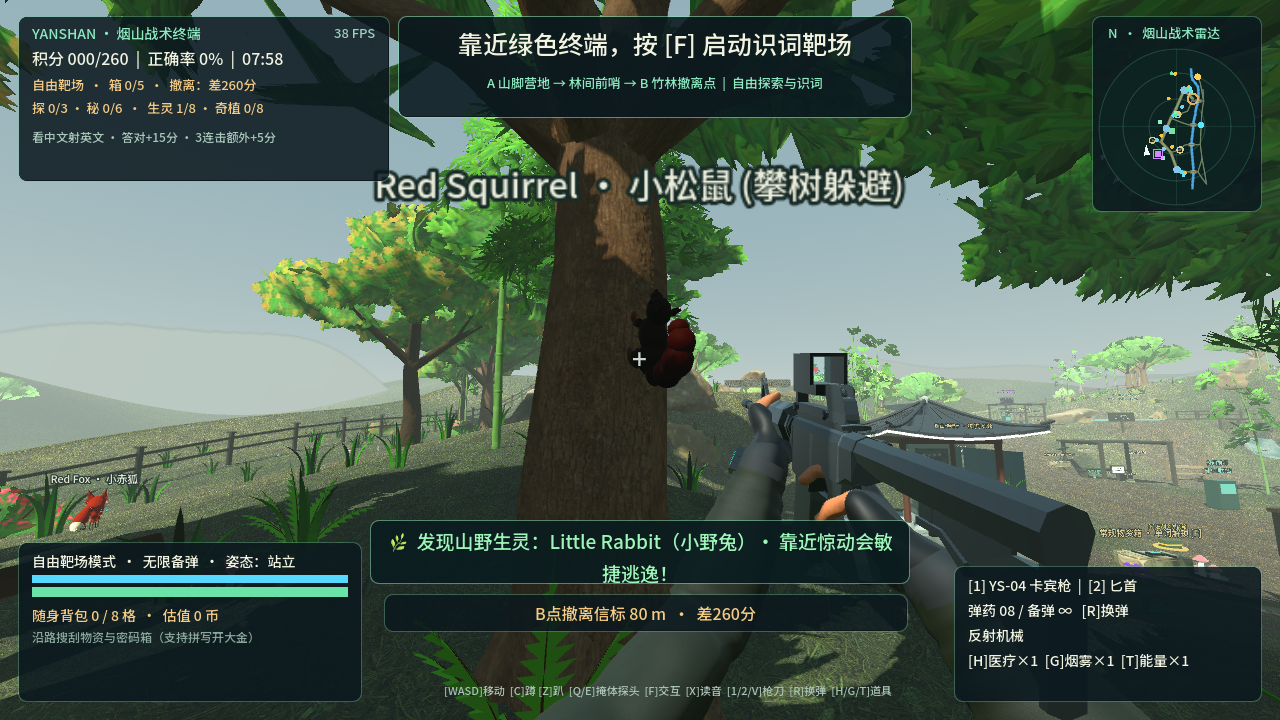 YANSHAN · 烟山战术终端
38 FPS
积分 000/260 | 正确率 0% | 07:58
自由靶场 · 箱 0/5 · 撤离：差260分
探 0/3 · 秘 0/6 · 生灵 1/8 · 奇植 0/8
看中文射英文 · 答对+15分 · 3连击额外+5分
靠近绿色终端，按 [F] 启动识词靶场
A 山脚营地 → 林间前哨 → B 竹林撤离点 | 自由探索与识词
N · 烟山战术雷达
Red Squirrel · 小松鼠 (攀树躲避)
Red Fox · 小赤狐
🌿 发现山野生灵：Little Rabbit（小野兔）· 靠近惊动会敏
捷逃逸！
B点撤离信标 80 m · 差260分
自由靶场模式 · 无限备弹 · 姿态：站立
随身背包 0 / 8 格 · 估值 0 币
沿路搜刮物资与密码箱（支持拼写开大金）
[1] YS-04 卡宾枪 | [2] 匕首
弹药 08 / 备弹 ∞ [R]换弹
反射机械
[H]医疗×1 [G]烟雾×1 [T]能量×1
[WASD]移动 [C]蹲 [Z]趴 [Q/E]掩体探头 [F]交互 [X]读音 [1/2/V]枪刀 [R]换弹 [H/G/T]道具